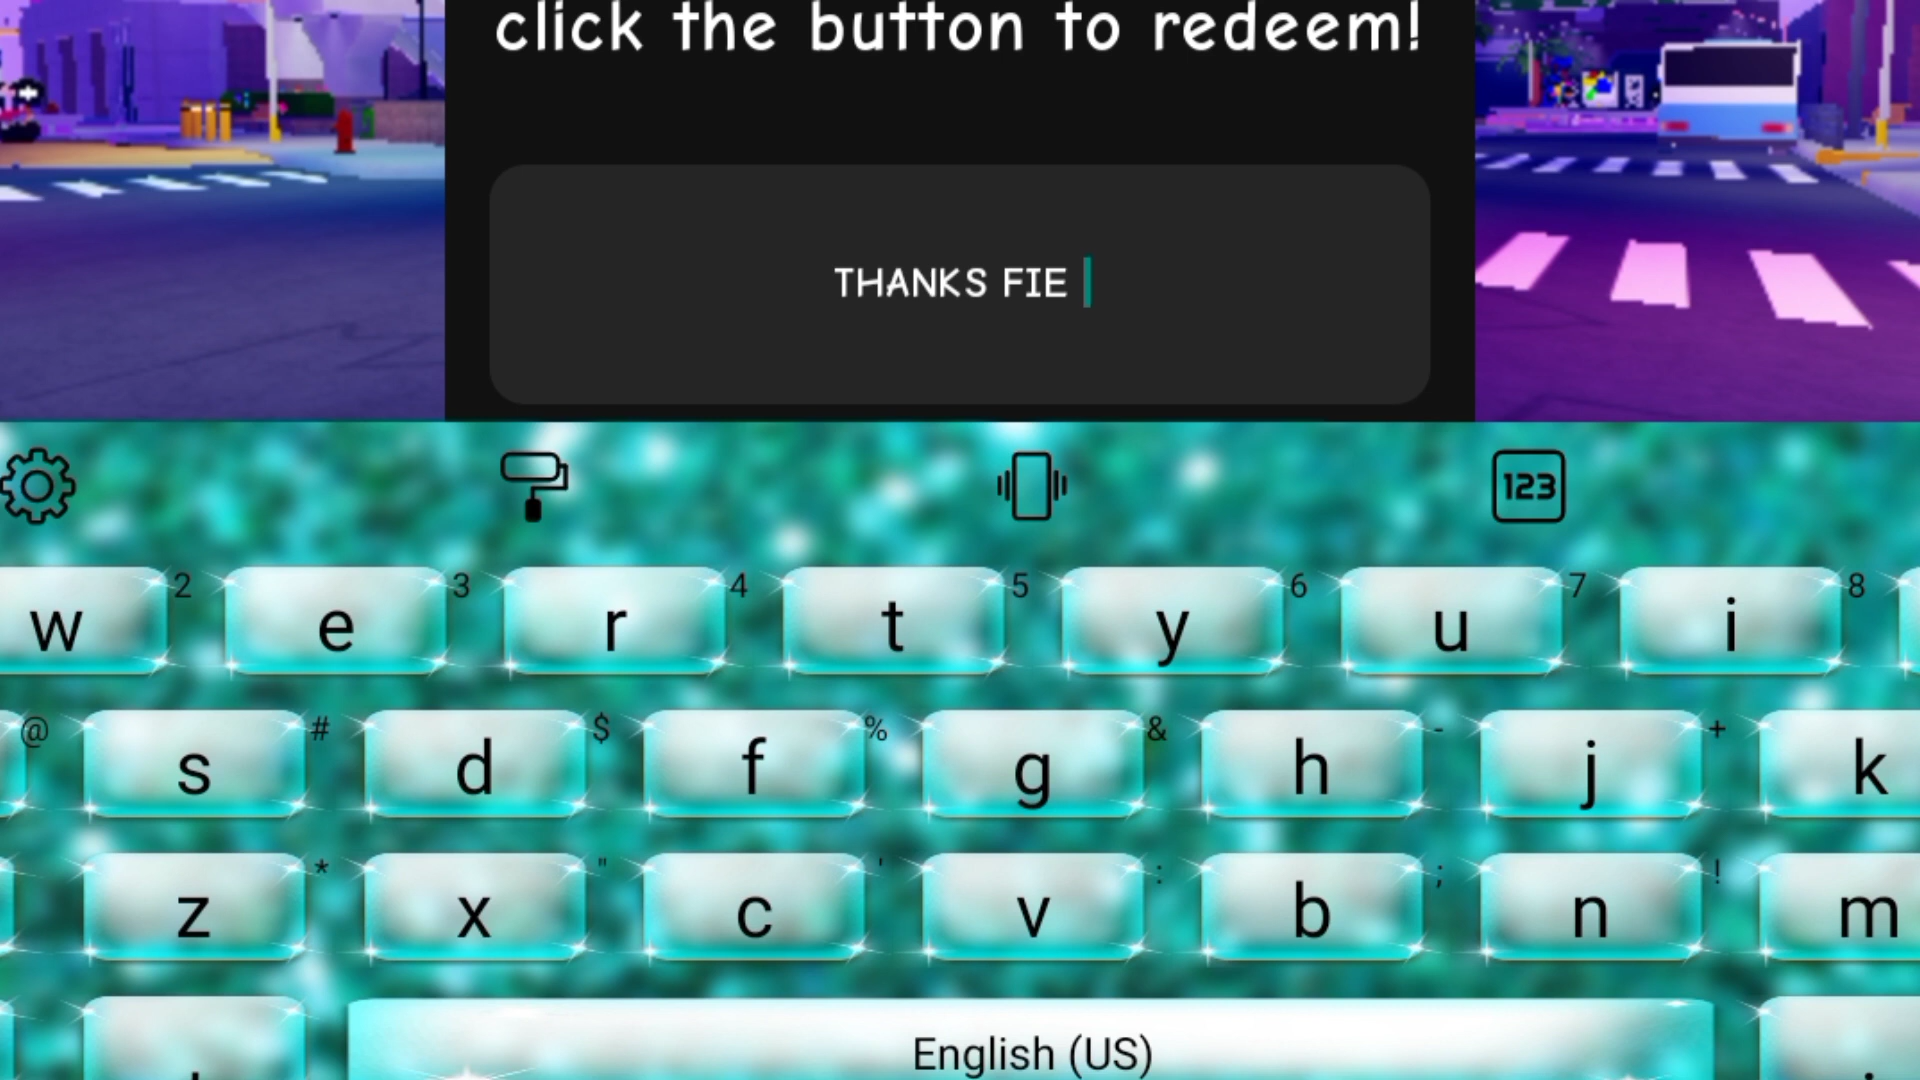 click the button to redeem!
THANKS FIE
123
2 3 4 5 6 7 8
w e r t y u i
@ # $ % & - +
s d f g h j k
* " ' : ; !
z x c v b n m
English (US)